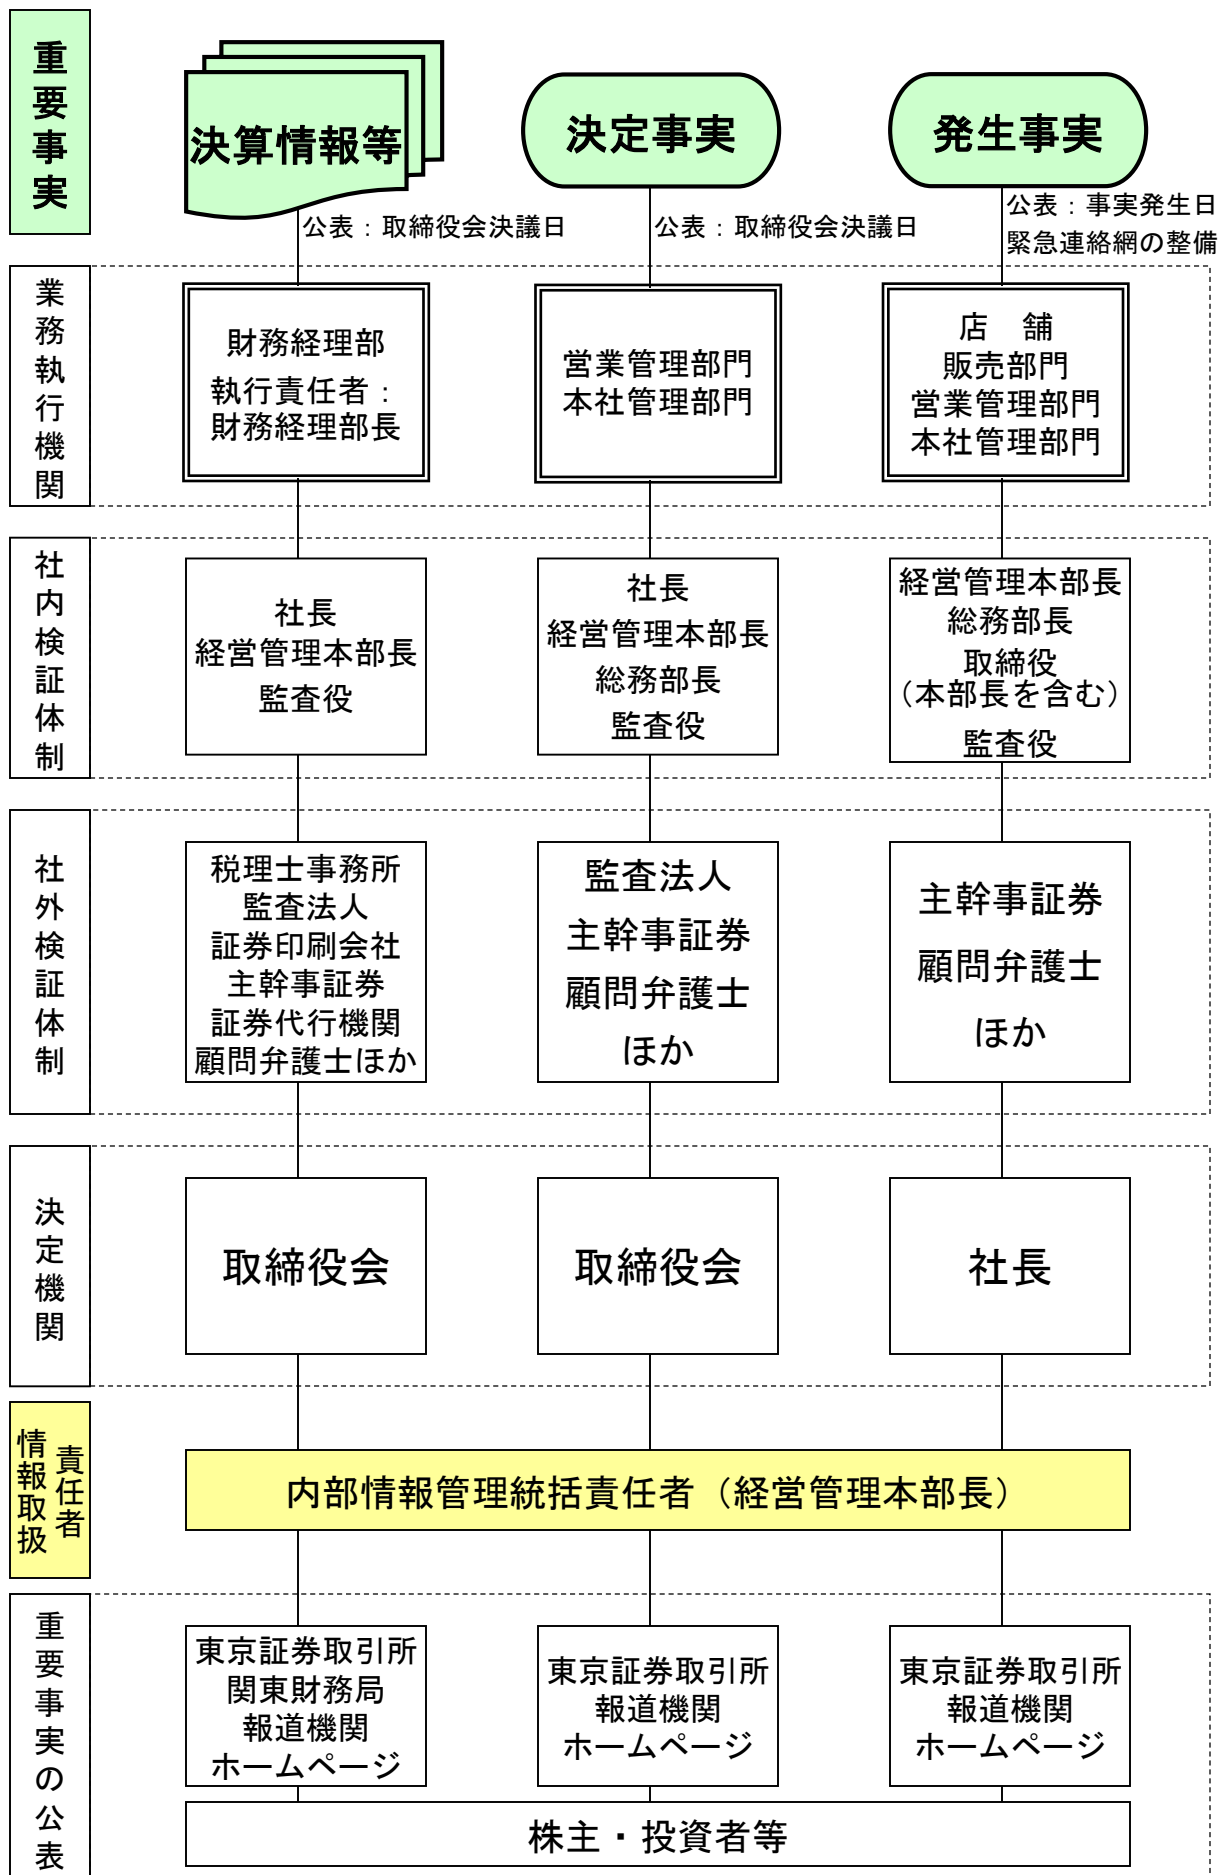 重要事実
決算情報等
決定事実
発生事実
公表：取締役会決議日
公表：取締役会決議日
公表：事実発生日
緊急連絡網の整備
業務執行機関
財務経理部
執行責任者：
財務経理部長
営業管理部門
本社管理部門
店　舗
販売部門
営業管理部門
本社管理部門
社内検証体制
社長
経営管理本部長
監査役
社長
経営管理本部長
総務部長
監査役
経営管理本部長
総務部長
取締役
（本部長を含む）
監査役
社外検証体制
税理士事務所
監査法人
証券印刷会社
主幹事証券
証券代行機関
顧問弁護士ほか
監査法人
主幹事証券
顧問弁護士
ほか
主幹事証券
顧問弁護士
ほか
決定機関
取締役会
取締役会
社長
情報取扱
責任者
内部情報管理統括責任者（経営管理本部長）
重要事実の公表
東京証券取引所
関東財務局
報道機関
ホームページ
東京証券取引所
報道機関
ホームページ
東京証券取引所
報道機関
ホームページ
株主・投資者等